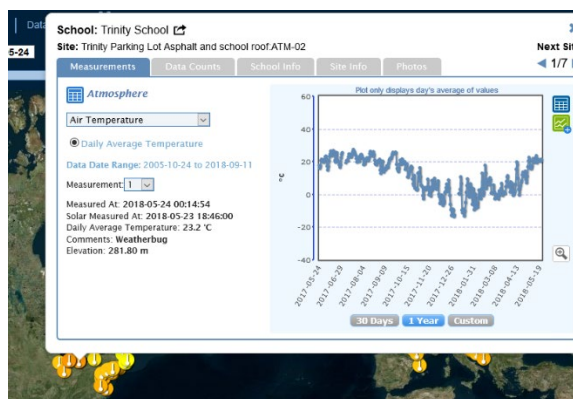 Data
5-24
School: Trinity School
Site: Trinity Parking Lot Asphalt and school roof:ATM-02
Next Sit
1/7
Measurements
Data Counts
School Info
Site Info
Photos
Atmosphere
Air Temperature
Daily Average Temperature
Data Date Range: 2005-10-24 to 2018-09-11
Measurement: 1
Measured At: 2018-05-24 00:14:54
Solar Measured At: 2018-05-23 18:46:00
Daily Average Temperature: 23.2 °C
Comments: Weatherbug
Elevation: 281.80 m
Plot only displays day's average of values
60
40
20
0
-20
-40
°C
2017-05-24
2017-06-29
2017-08-04
2017-09-09
2017-10-15
2017-11-20
2017-12-26
2018-01-31
2018-03-08
2018-04-13
2018-05-19
30 Days
1 Year
Custom